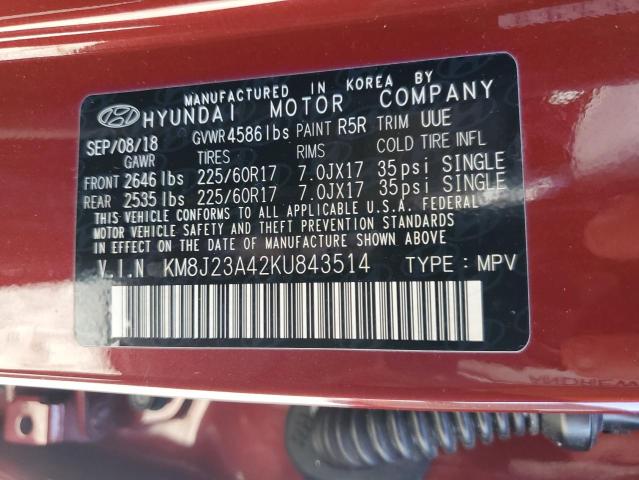 MANUFACTURED IN KOREA BY
HYUNDAI MOTOR COMPANY
SEP/08/18 GVWR 4586 lbs PAINT R5R TRIM UUE
GAWR TIRES RIMS COLD TIRE INFL
FRONT 2646 lbs 225/60R17 7.0JX17 35 psi SINGLE
REAR 2535 lbs 225/60R17 7.0JX17 35 psi SINGLE
THIS VEHICLE CONFORMS TO ALL APPLICABLE U.S.A. FEDERAL
MOTOR VEHICLE SAFETY AND THEFT PREVENTION STANDARDS
IN EFFECT ON THE DATE OF MANUFACTURE SHOWN ABOVE.
V.I.N KM8J23A42KU843514 TYPE : MPV